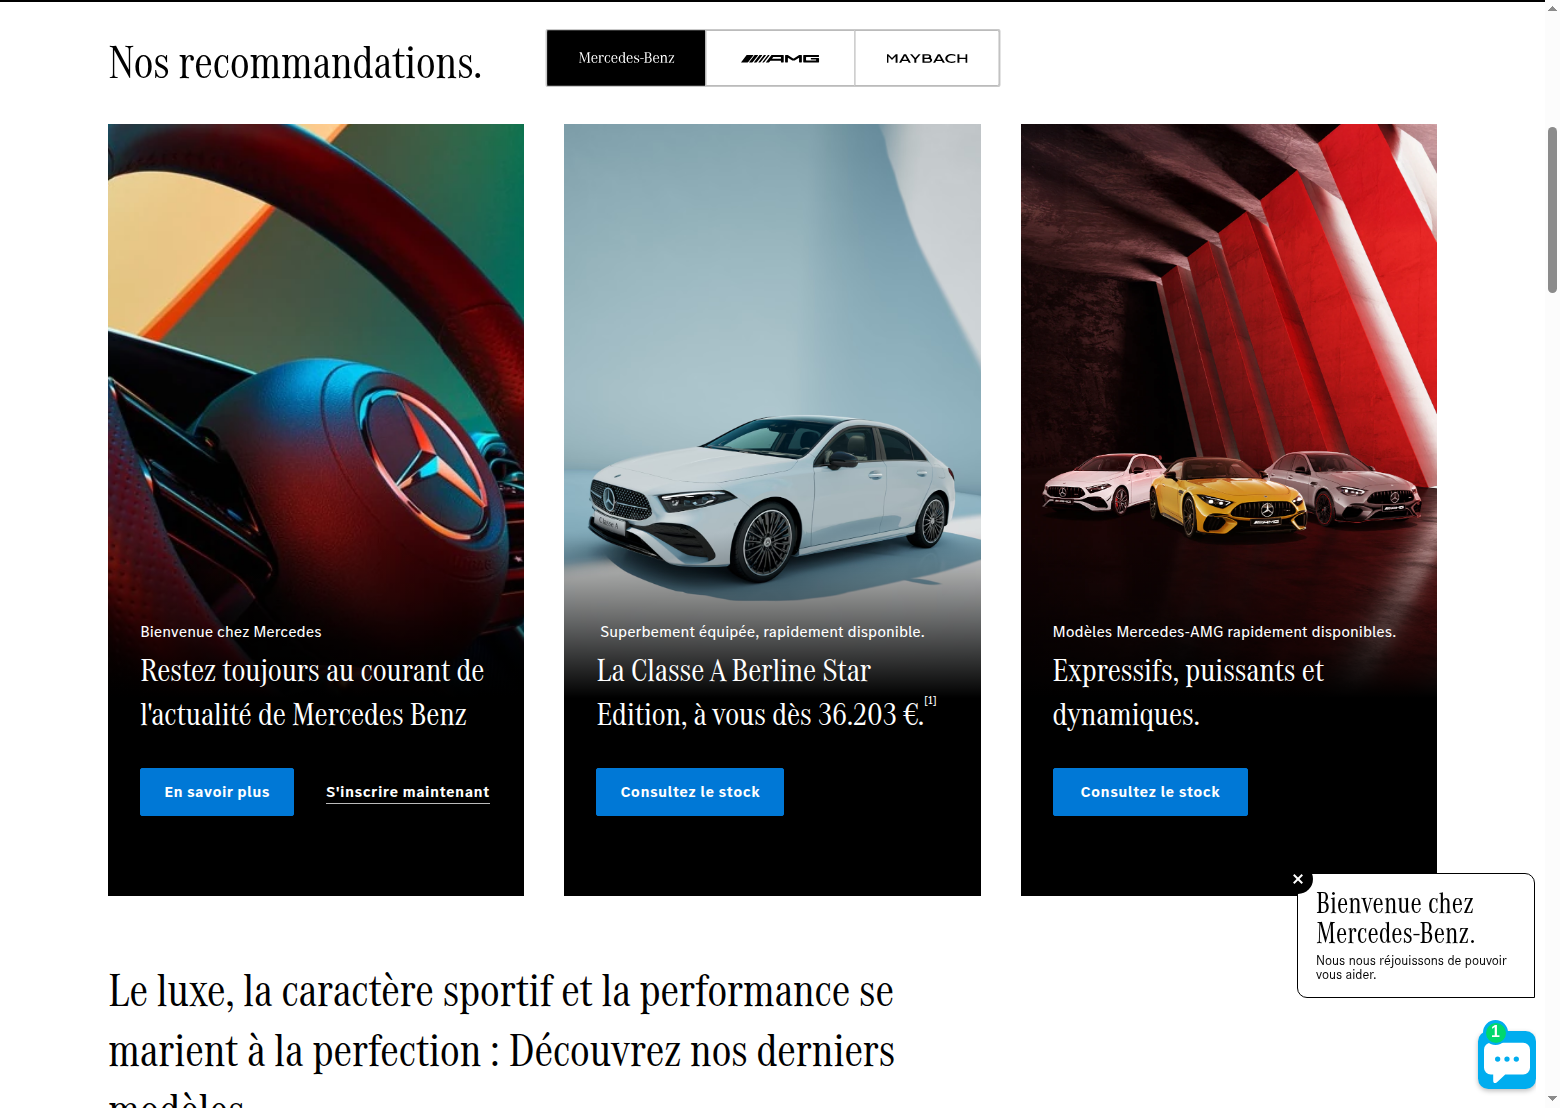 Nos recommandations.
Mercedes-Benz
AMG
MAYBACH
Bienvenue chez Mercedes
Restez toujours au courant de
l'actualité de Mercedes Benz
En savoir plus
S'inscrire maintenant
Classe A
Superbement équipée, rapidement disponible.
La Classe A Berline Star
Edition, à vous dès 36.203 €.[1]
Consultez le stock
Modèles Mercedes-AMG rapidement disponibles.
Expressifs, puissants et
dynamiques.
Consultez le stock
Bienvenue chez
Mercedes-Benz.
Nous nous réjouissons de pouvoir
vous aider.
1
Le luxe, la caractère sportif et la performance se
marient à la perfection : Découvrez nos derniers
modèles